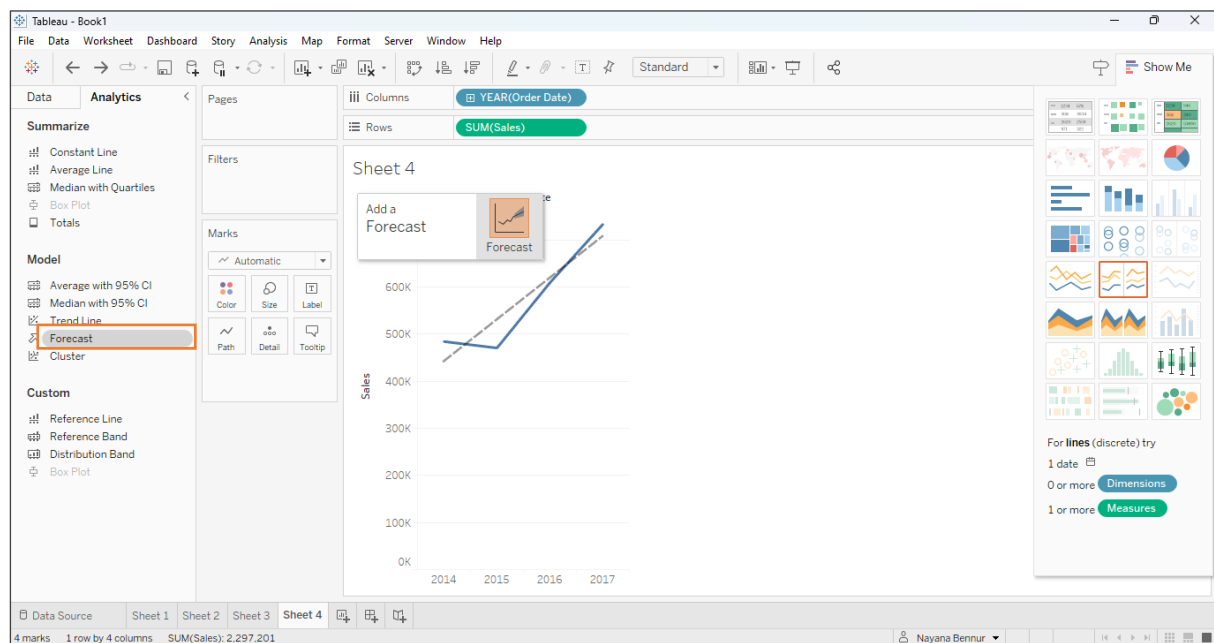 Tableau - Book1
File Data Worksheet Dashboard Story Analysis Map Format Server Window Help
Standard
Show Me
Data Analytics
Summarize
Constant Line
Average Line
Median with Quartiles
Box Plot
Totals
Model
Average with 95% CI
Median with 95% CI
Trend Line
Forecast
Cluster
Custom
Reference Line
Reference Band
Distribution Band
Box Plot
Pages
Filters
Marks
Automatic
Color Size Label
Path Detail Tooltip
Columns YEAR(Order Date)
Rows SUM(Sales)
Sheet 4
Add a
Forecast
Forecast
600K
500K
400K
300K
200K
100K
0K
Sales
2014 2015 2016 2017
For lines (discrete) try
1 date
0 or more Dimensions
1 or more Measures
Data Source Sheet 1 Sheet 2 Sheet 3 Sheet 4
4 marks 1 row by 4 columns SUM(Sales): 2,297,201
Nayana Bennur